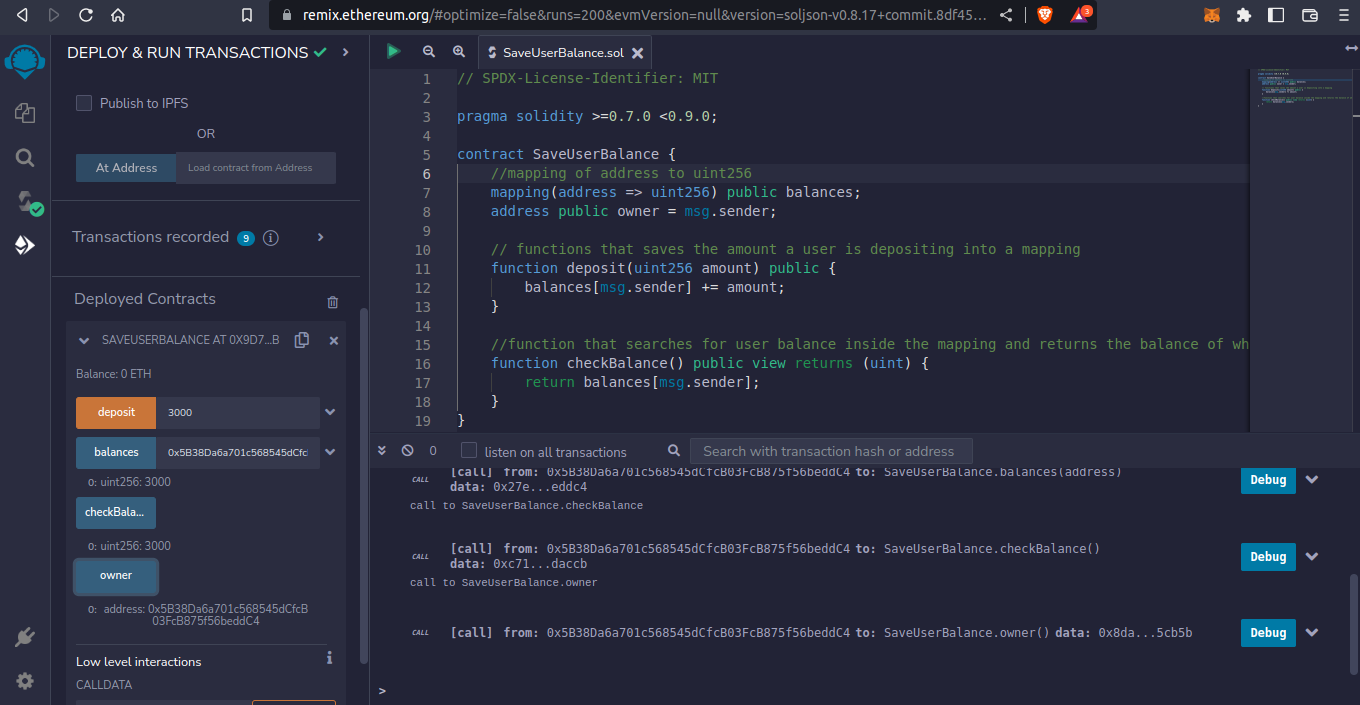 remix.ethereum.org/#optimize=false&runs=200&evmVersion=null&version=soljson-v0.8.17+commit.8df45...
3
DEPLOY & RUN TRANSACTIONS
Publish to IPFS
OR
At Address
Load contract from Address
Transactions recorded 9 i
Deployed Contracts
SAVEUSERBALANCE AT 0X9D7...B
Balance: 0 ETH
deposit 3000
balances 0x5B38Da6a701c568545dCfc
0: uint256: 3000
checkBala...
0: uint256: 3000
owner
0: address: 0x5B38Da6a701c568545dCfcB
03FcB875f56beddC4
Low level interactions i
CALLDATA
SaveUserBalance.sol
1 // SPDX-License-Identifier: MIT
2
3 pragma solidity >=0.7.0 <0.9.0;
4
5 contract SaveUserBalance {
6 //mapping of address to uint256
7 mapping(address => uint256) public balances;
8 address public owner = msg.sender;
9
10 // functions that saves the amount a user is depositing into a mapping
11 function deposit(uint256 amount) public {
12 balances[msg.sender] += amount;
13 }
14
15 //function that searches for user balance inside the mapping and returns the balance of wh
16 function checkBalance() public view returns (uint) {
17 return balances[msg.sender];
18 }
19 }
0 listen on all transactions Search with transaction hash or address
CALL [call] from: 0x5B38Da6a701c568545dCfcB03FcB875f56beddC4 to: SaveUserBalance.balances(address)
data: 0x27e...eddc4
Debug
call to SaveUserBalance.checkBalance
CALL [call] from: 0x5B38Da6a701c568545dCfcB03FcB875f56beddC4 to: SaveUserBalance.checkBalance()
data: 0xc71...daccb
Debug
call to SaveUserBalance.owner
CALL [call] from: 0x5B38Da6a701c568545dCfcB03FcB875f56beddC4 to: SaveUserBalance.owner() data: 0x8da...5cb5b
Debug
>